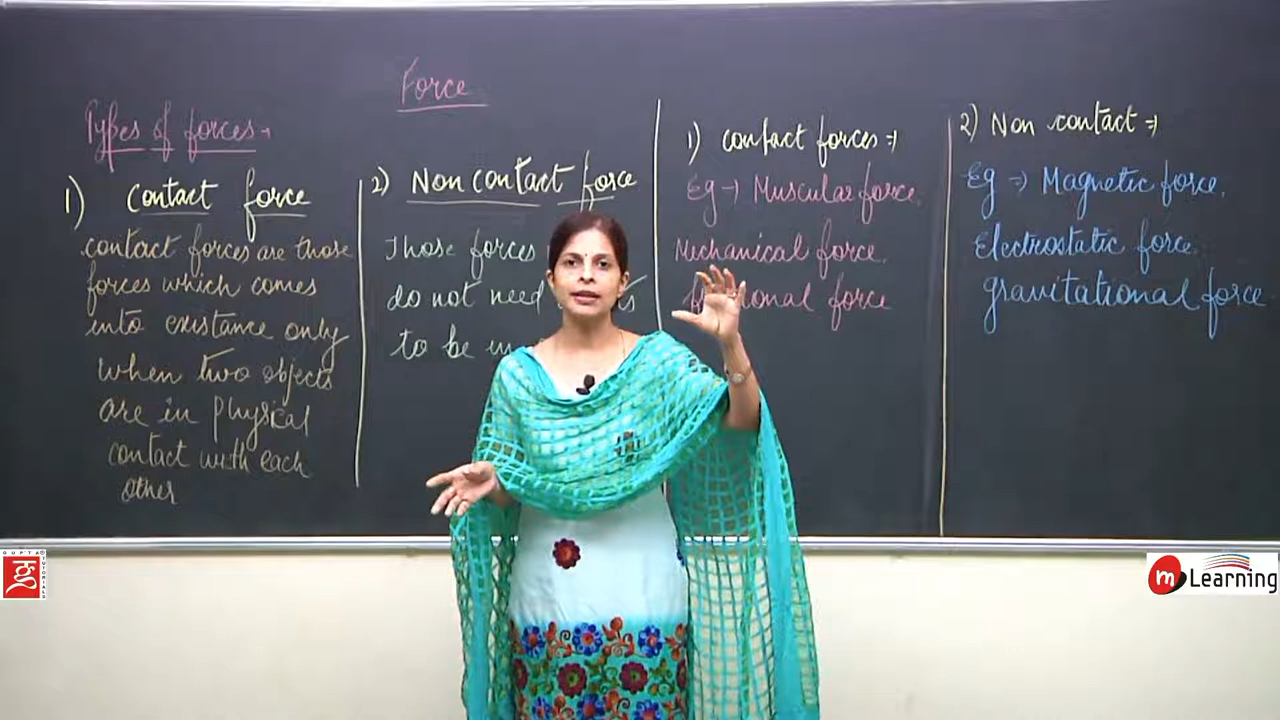 Force
Types of forces →
1) Contact force
contact forces are those
forces which comes
into existance only
when two objects
are in physical
contact with each
other
2) Non contact force
Those forces
do not need
to be in
1) Contact forces ⇒
Eg → Muscular force,
Mechanical force,
force
2) Non contact ⇒
Eg ⇒ Magnetic force,
Electrostatic force,
gravitational force
GUPTA
TUTORIALS
m Learning